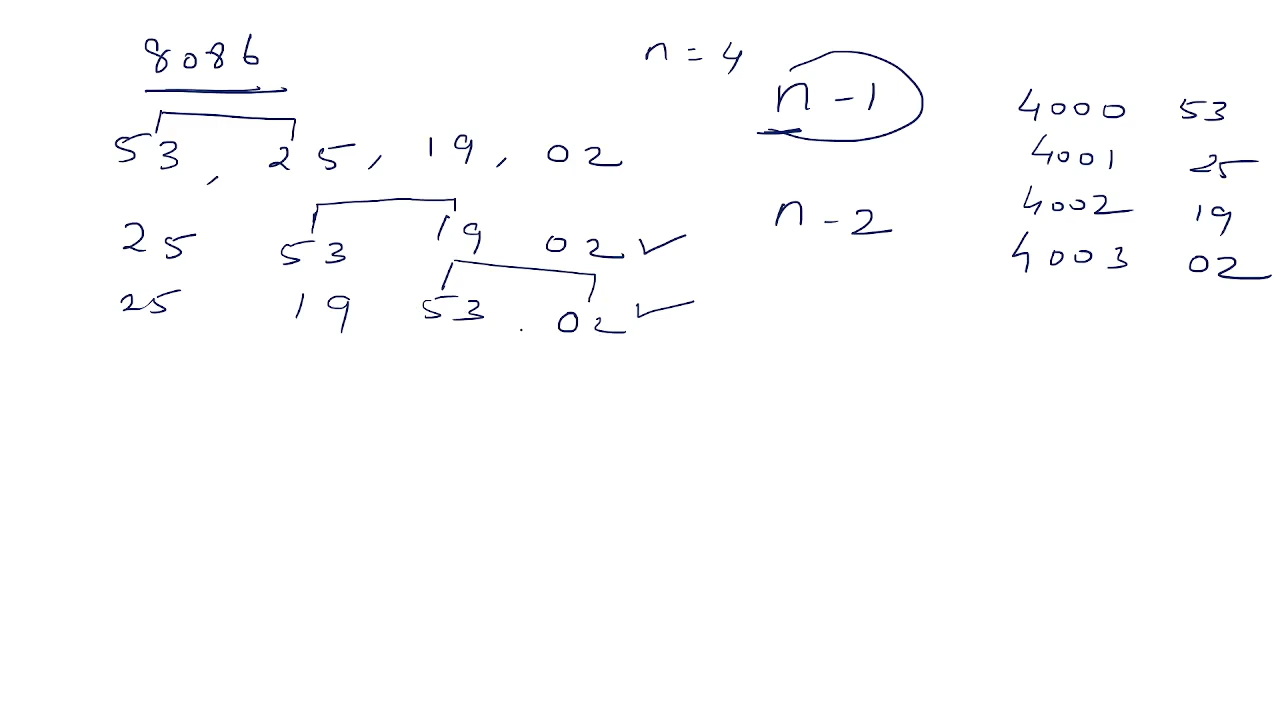 8086
n = 4
n - 1
53, 25, 19, 02
25 53 19 02 ✓
n - 2
25 19 53 . 02 ✓
4000 53
4001 25
4002 19
4003 02